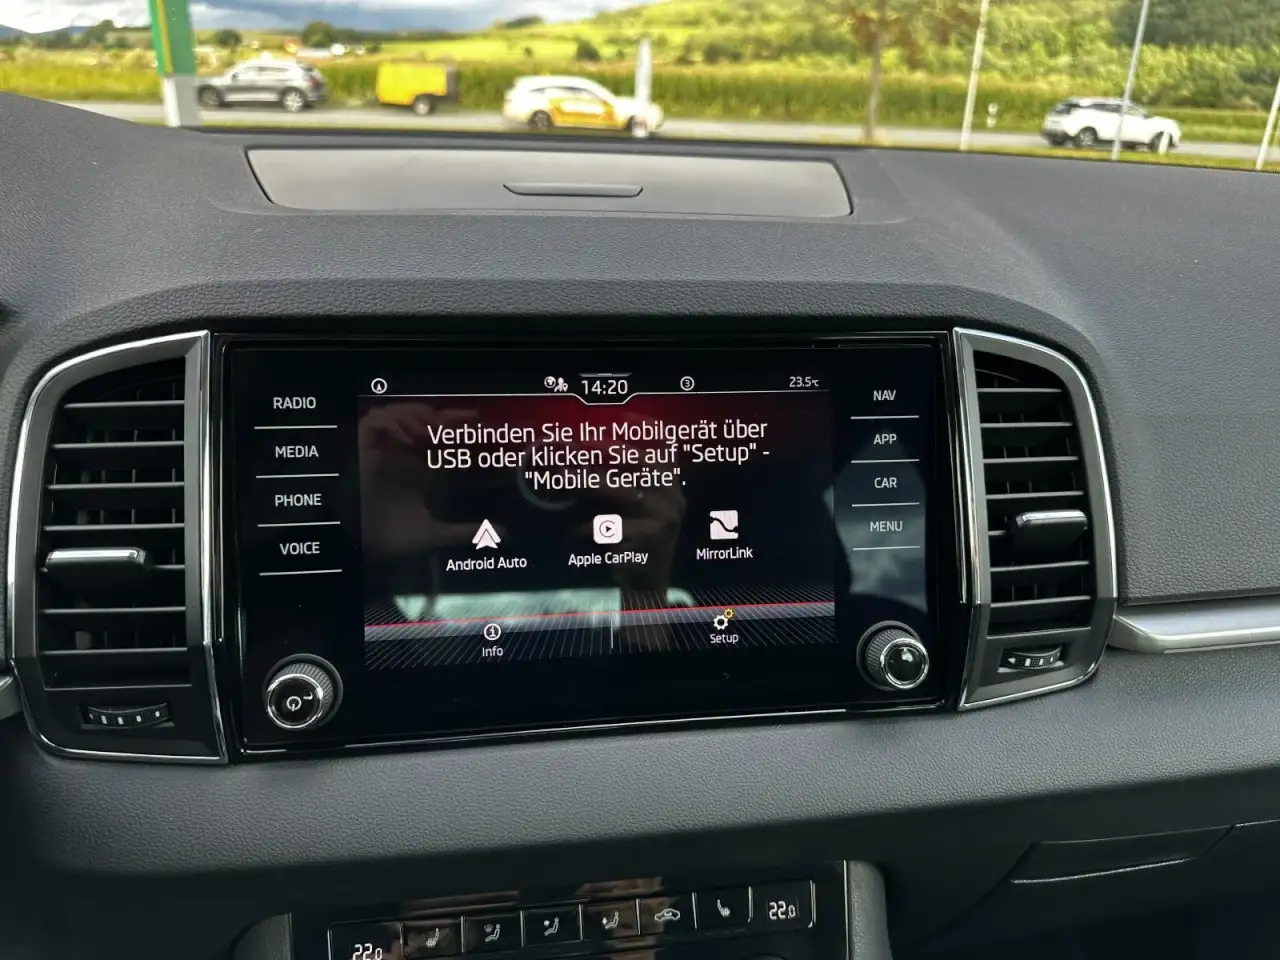 14:20
3
23.5°C
RADIO
MEDIA
PHONE
VOICE
Verbinden Sie Ihr Mobilgerät über
USB oder klicken Sie auf "Setup" -
"Mobile Geräte".
Android Auto
Apple CarPlay
MirrorLink
Info
Setup
NAV
APP
CAR
MENU
22.0
22.0